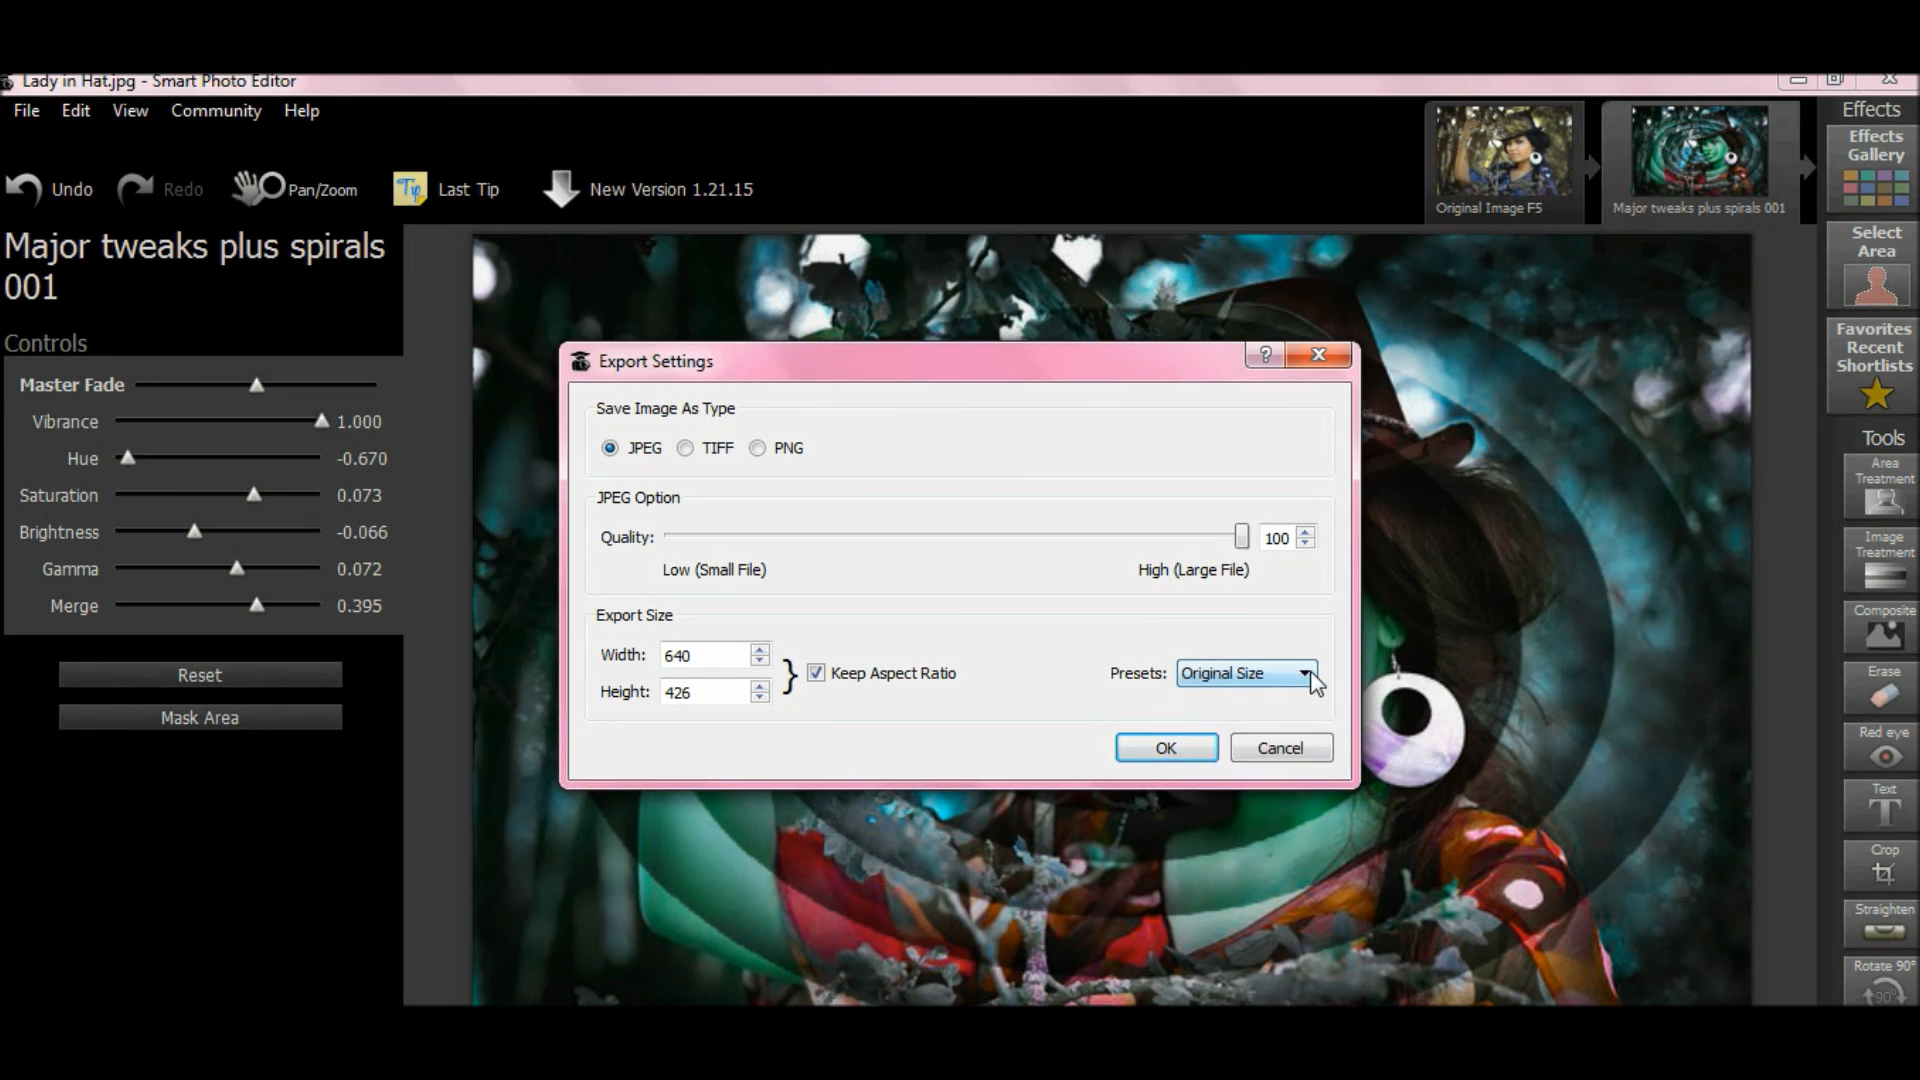 Lady in Hat.jpg - Smart Photo Editor
File Edit View Community Help
Undo Redo Pan/Zoom Tip Last Tip New Version 1.21.15
Original Image F5
Major tweaks plus spirals 001
Major tweaks plus spirals
001
Controls
Master Fade
Vibrance 1.000
Hue -0.670
Saturation 0.073
Brightness -0.066
Gamma 0.072
Merge 0.395
Reset
Mask Area
Export Settings
?
Save Image As Type
JPEG TIFF PNG
JPEG Option
Quality: 100
Low (Small File) High (Large File)
Export Size
Width: 640
Height: 426
} Keep Aspect Ratio
Presets: Original Size
OK Cancel
Effects
Effects
Gallery
Select
Area
Favorites
Recent
Shortlists
Tools
Area
Treatment
Image
Treatment
Composite
Erase
Red eye
Text
T
Crop
Straighten
Rotate 90°
90°